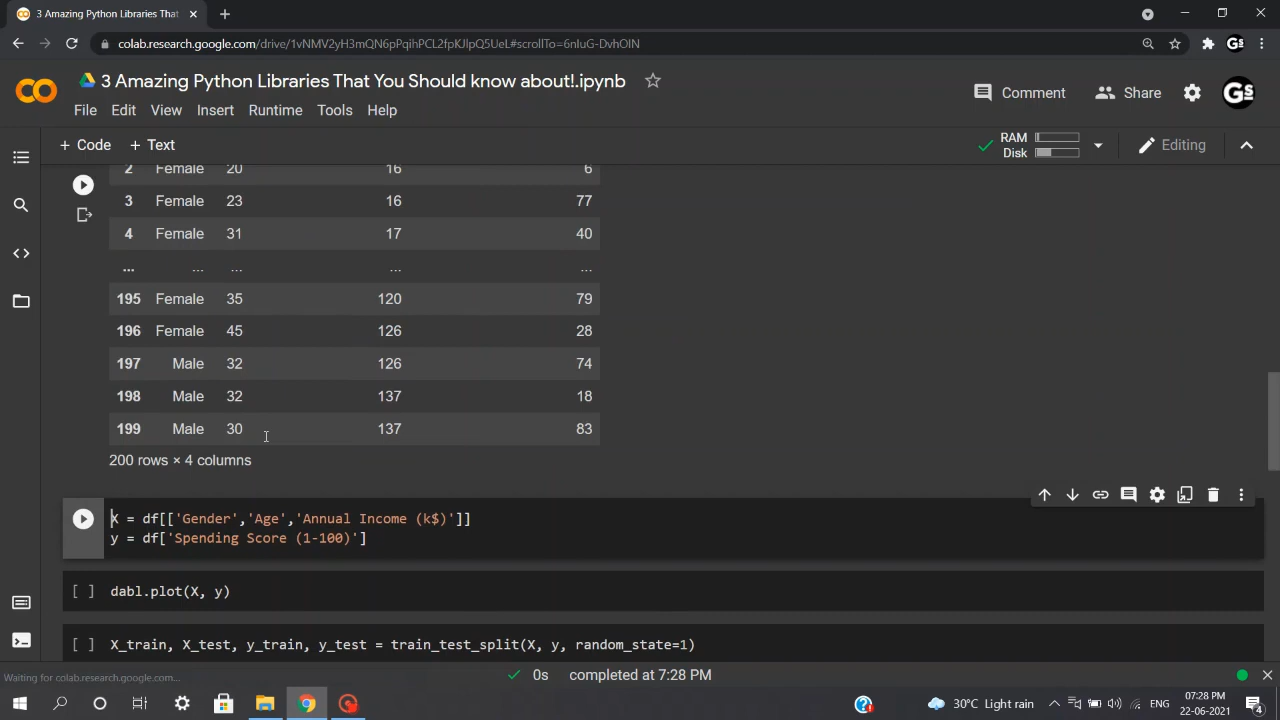 3 Amazing Python Libraries That
colab.research.google.com/drive/1vNMV2yH3mQN6PqihPCL2fpKJlpQ5UeL#scrollTo=6nIuG-DvhOIN
3 Amazing Python Libraries That You Should know about!.ipynb
Comment
Share
GS
File Edit View Insert Runtime Tools Help
+ Code + Text
RAM
Disk
Editing
2 Female 20 16 6
3 Female 23 16 77
4 Female 31 17 40
... ... ... ... ...
195 Female 35 120 79
196 Female 45 126 28
197 Male 32 126 74
198 Male 32 137 18
199 Male 30 137 83
200 rows × 4 columns
X = df[['Gender','Age','Annual Income (k$)']]
y = df['Spending Score (1-100)']
[ ] dabl.plot(X, y)
[ ] X_train, X_test, y_train, y_test = train_test_split(X, y, random_state=1)
Waiting for colab.research.google.com...
0s completed at 7:28 PM
30°C Light rain
ENG
07:28 PM
22-06-2021
4